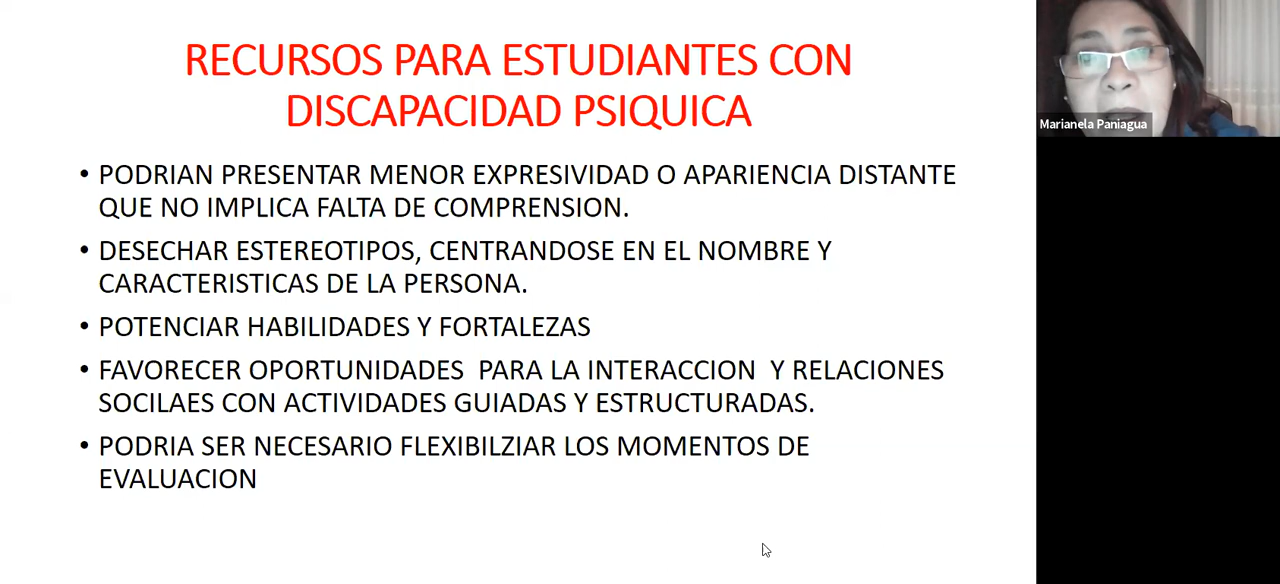 RECURSOS PARA ESTUDIANTES CON
DISCAPACIDAD PSIQUICA
• PODRIAN PRESENTAR MENOR EXPRESIVIDAD O APARIENCIA DISTANTE
QUE NO IMPLICA FALTA DE COMPRENSION.
• DESECHAR ESTEREOTIPOS, CENTRANDOSE EN EL NOMBRE Y
CARACTERISTICAS DE LA PERSONA.
• POTENCIAR HABILIDADES Y FORTALEZAS
• FAVORECER OPORTUNIDADES  PARA LA INTERACCION  Y RELACIONES
SOCILAES CON ACTIVIDADES GUIADAS Y ESTRUCTURADAS.
• PODRIA SER NECESARIO FLEXIBILZIAR LOS MOMENTOS DE
EVALUACION
Marianela Paniagua